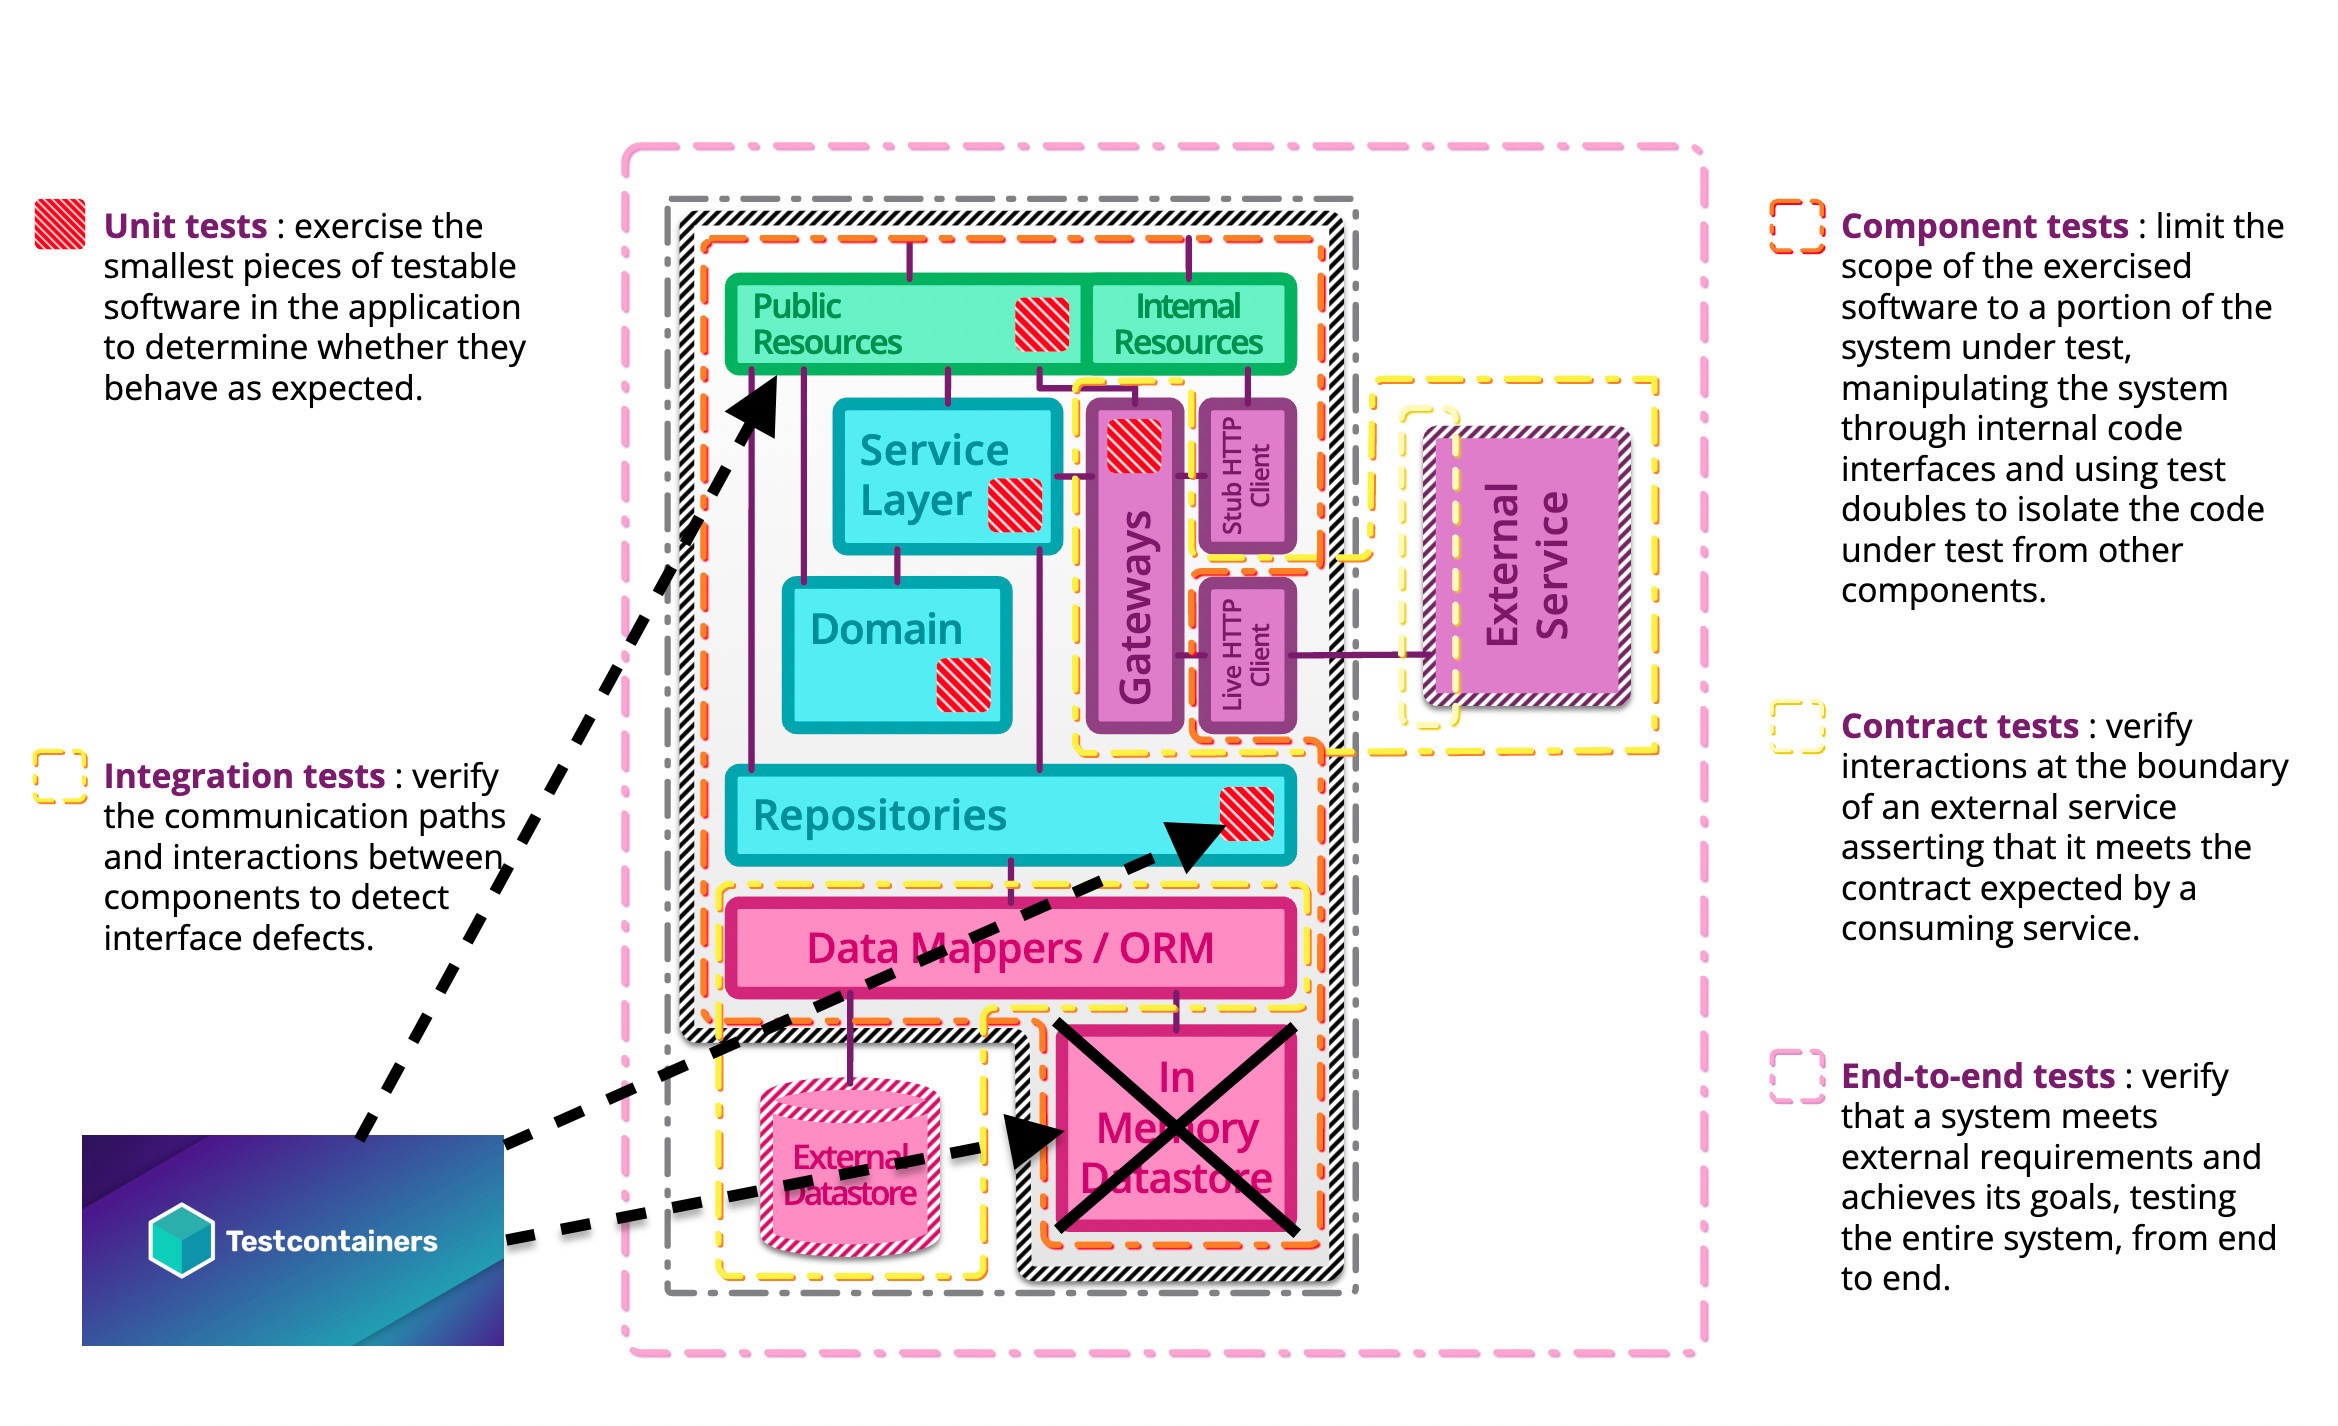 Unit tests : exercise the
smallest pieces of testable
software in the application
to determine whether they
behave as expected.
Integration tests : verify
the communication paths
and interactions between
components to detect
interface defects.
Testcontainers
Public
Resources
Internal
Resources
Service
Layer
Gateways
Stub HTTP
Client
Live HTTP
Client
External
Service
Domain
Repositories
Data Mappers / ORM
External
Datastore
In
Memory
Datastore
Component tests : limit the
scope of the exercised
software to a portion of the
system under test,
manipulating the system
through internal code
interfaces and using test
doubles to isolate the code
under test from other
components.
Contract tests : verify
interactions at the boundary
of an external service
asserting that it meets the
contract expected by a
consuming service.
End-to-end tests : verify
that a system meets
external requirements and
achieves its goals, testing
the entire system, from end
to end.